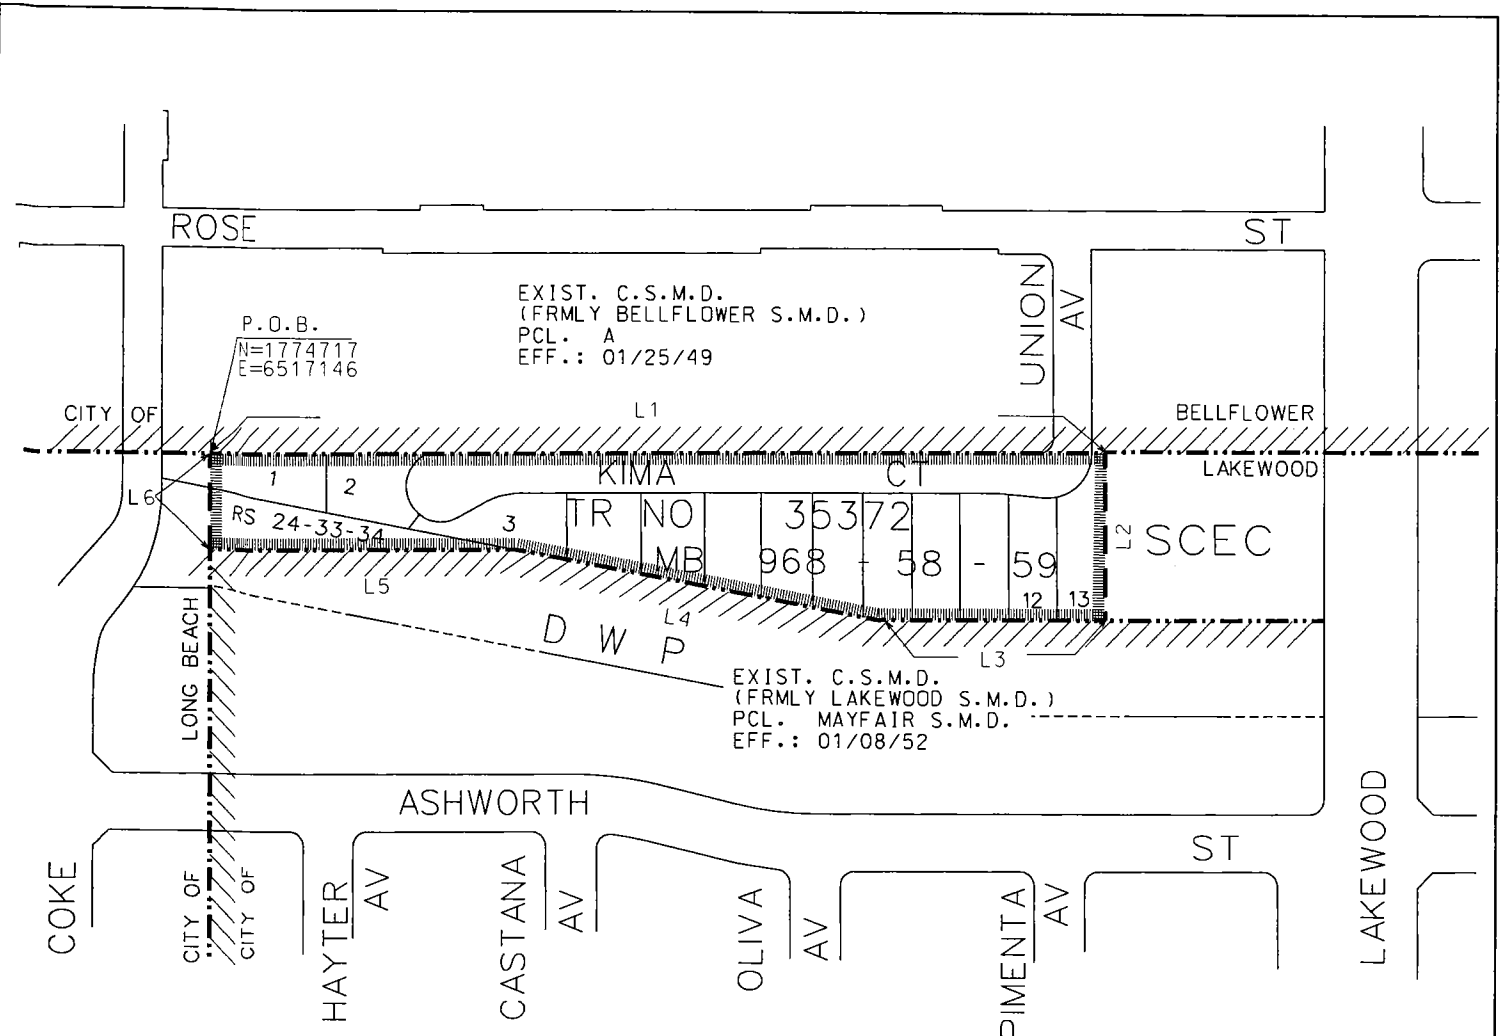 ROSE
ST
EXIST. C.S.M.D.
(FRMLY BELLFLOWER S.M.D.)
PCL. A
EFF.: 01/25/49
UNION
AV
P.O.B.
N=1774717
E=6517146
CITY OF
L1
BELLFLOWER
LAKEWOOD
KIMA
CT
1
2
L6
RS 24-33-34
3
TR NO 35372
MB 968 - 58 - 59
12
13
L2
SCEC
L5
L4
L3
D W P
LONG BEACH
EXIST. C.S.M.D.
(FRMLY LAKEWOOD S.M.D.)
PCL. MAYFAIR S.M.D.
EFF.: 01/08/52
ASHWORTH
ST
COKE
CITY OF
CITY OF
HAYTER
AV
CASTANA
AV
OLIVA
AV
PIMENTA
AV
LAKEWOOD